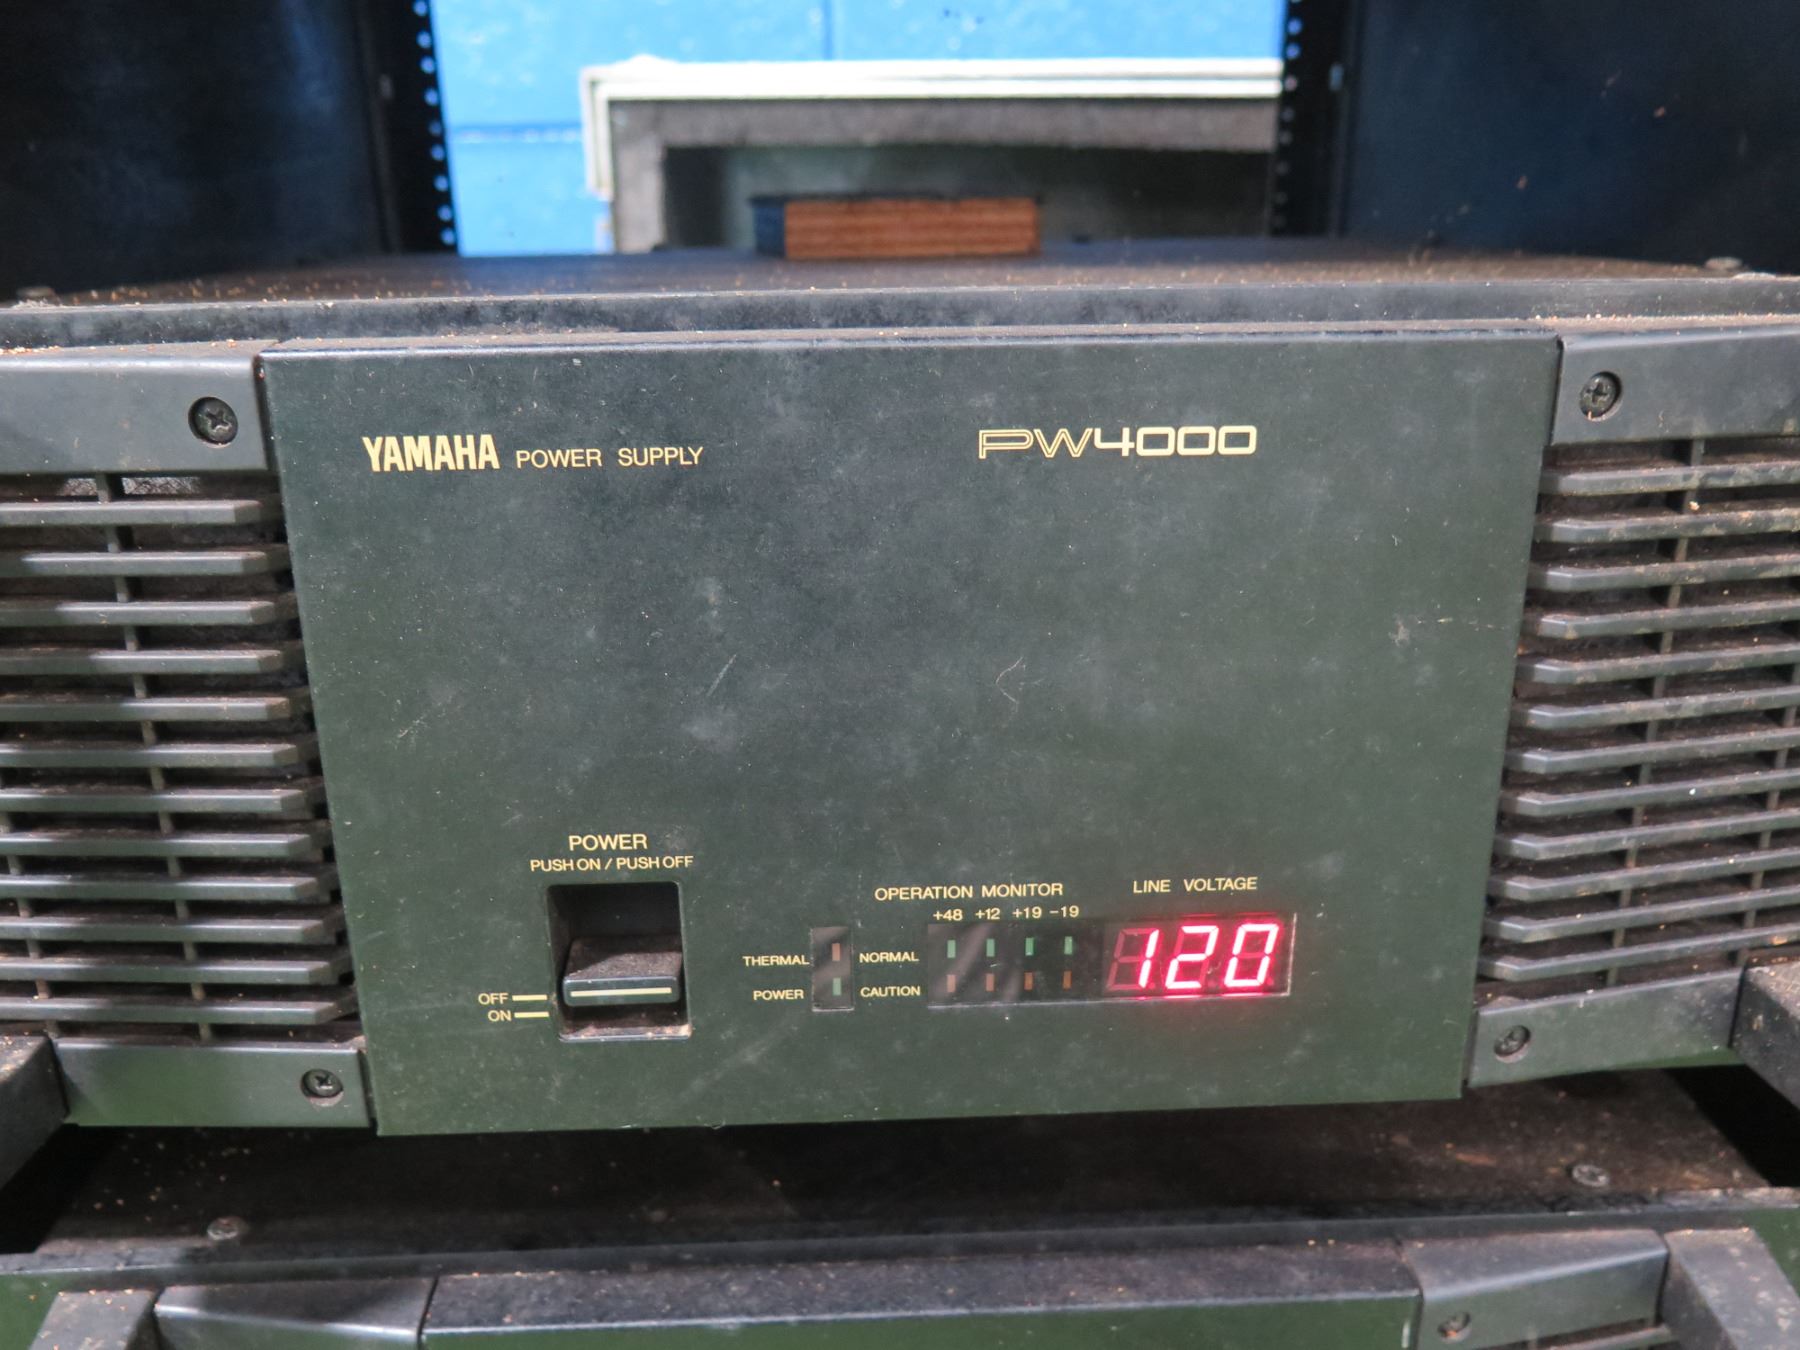 YAMAHA POWER SUPPLY PW4000
POWER
PUSH ON / PUSH OFF
OFF
ON
OPERATION MONITOR LINE VOLTAGE
+48 +12 +19 -19
THERMAL NORMAL
POWER CAUTION
120